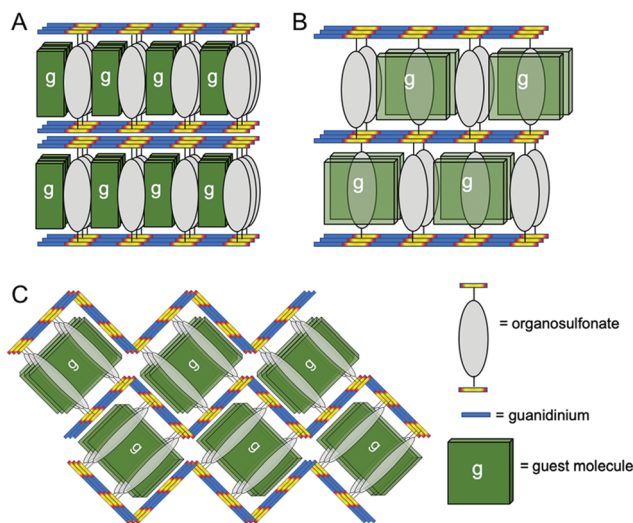 A
B
g g g g
g g
g g g g
g g
C
g g g
g g g
= organosulfonate
= guanidinium
g = guest molecule